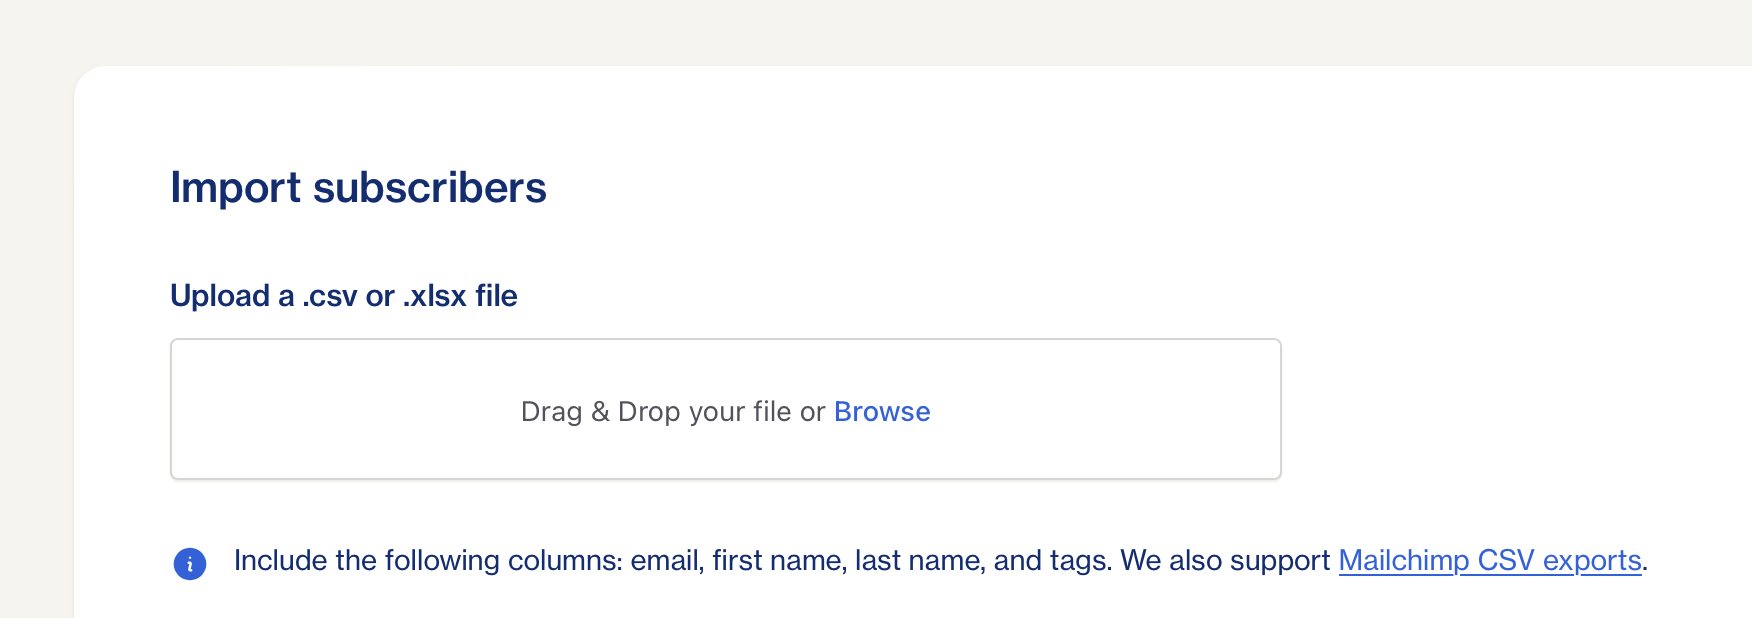 Import subscribers
Upload a .csv or .xlsx file
Drag & Drop your file or Browse
Include the following columns: email, first name, last name, and tags. We also support Mailchimp CSV exports.